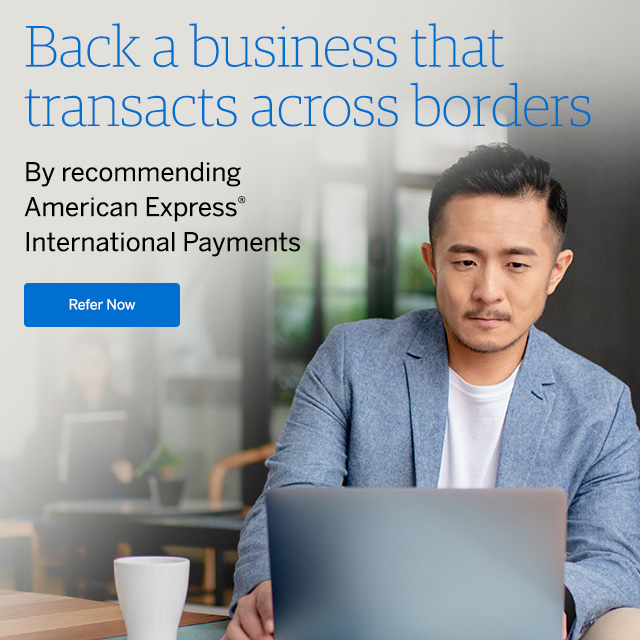 Back a business that
transacts across borders
By recommending
American Express®
International Payments
Refer Now